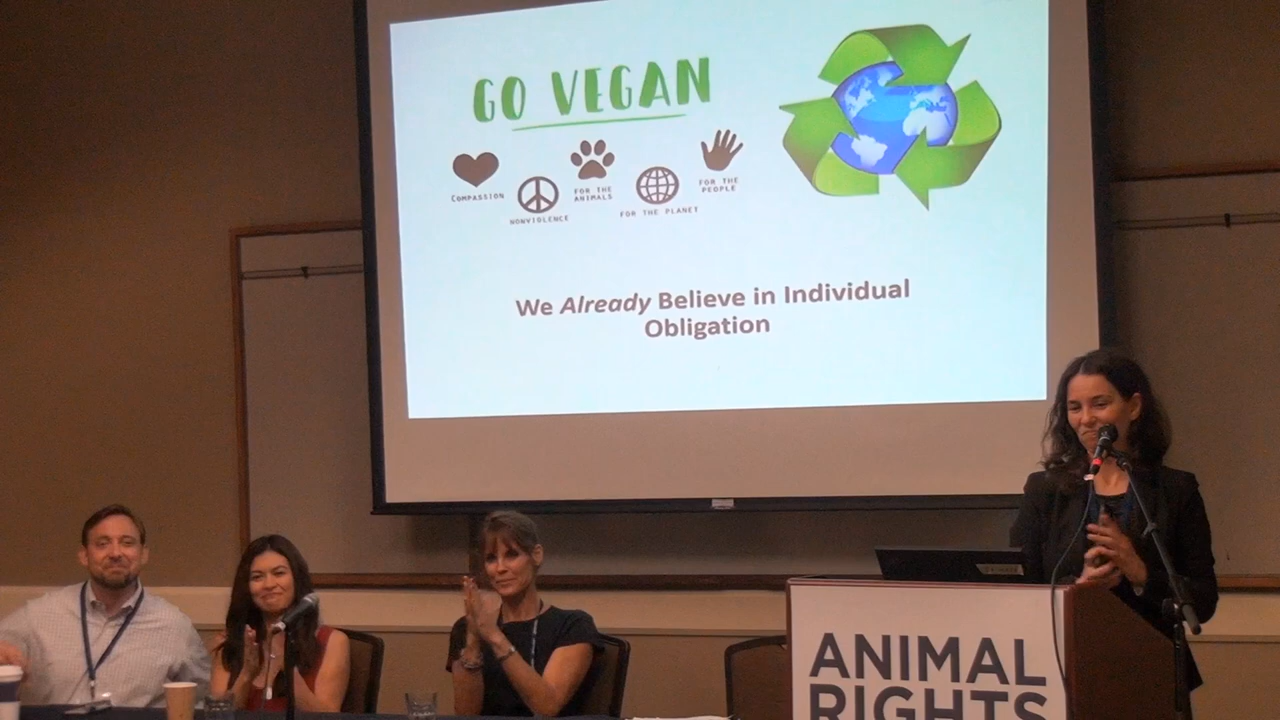 GO VEGAN
COMPASSION
NONVIOLENCE
FOR THE
ANIMALS
FOR THE PLANET
FOR THE
PEOPLE
We Already Believe in Individual
Obligation
ANIMAL
RIGHTS